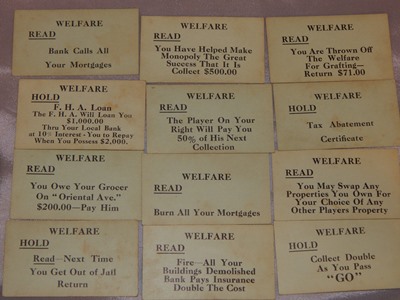 WELFARE
READ
Bank Calls All
Your Mortgages
WELFARE
READ
You Have Helped Make
Monopoly The Great
Success That It Is
Collect $500.00
WELFARE
READ
You Are Thrown Off
The Welfare
For Grafting—
Return $71.00
WELFARE
HOLD
F. H. A. Loan
The F. H. A. Will Loan You
$1,000.00
Thru Your Local Bank
at 10% Interest - You to Repay
When You Possess $2,000.
WELFARE
READ
The Player On Your
Right Will Pay You
50% of His Next
Collection
WELFARE
HOLD
Tax Abatement
Certificate
WELFARE
READ
You Owe Your Grocer
On "Oriental Ave."
$200.00—Pay Him
WELFARE
READ
Burn All Your Mortgages
WELFARE
READ
You May Swap Any
Properties You Own For
Your Choice Of Any
Other Players Property
WELFARE
HOLD
Read—Next Time
You Get Out of Jail
Return
WELFARE
READ
Fire—All Your
Buildings Demolished
Bank Pays Insurance
Double The Cost
WELFARE
HOLD
Collect Double
As You Pass
"GO"